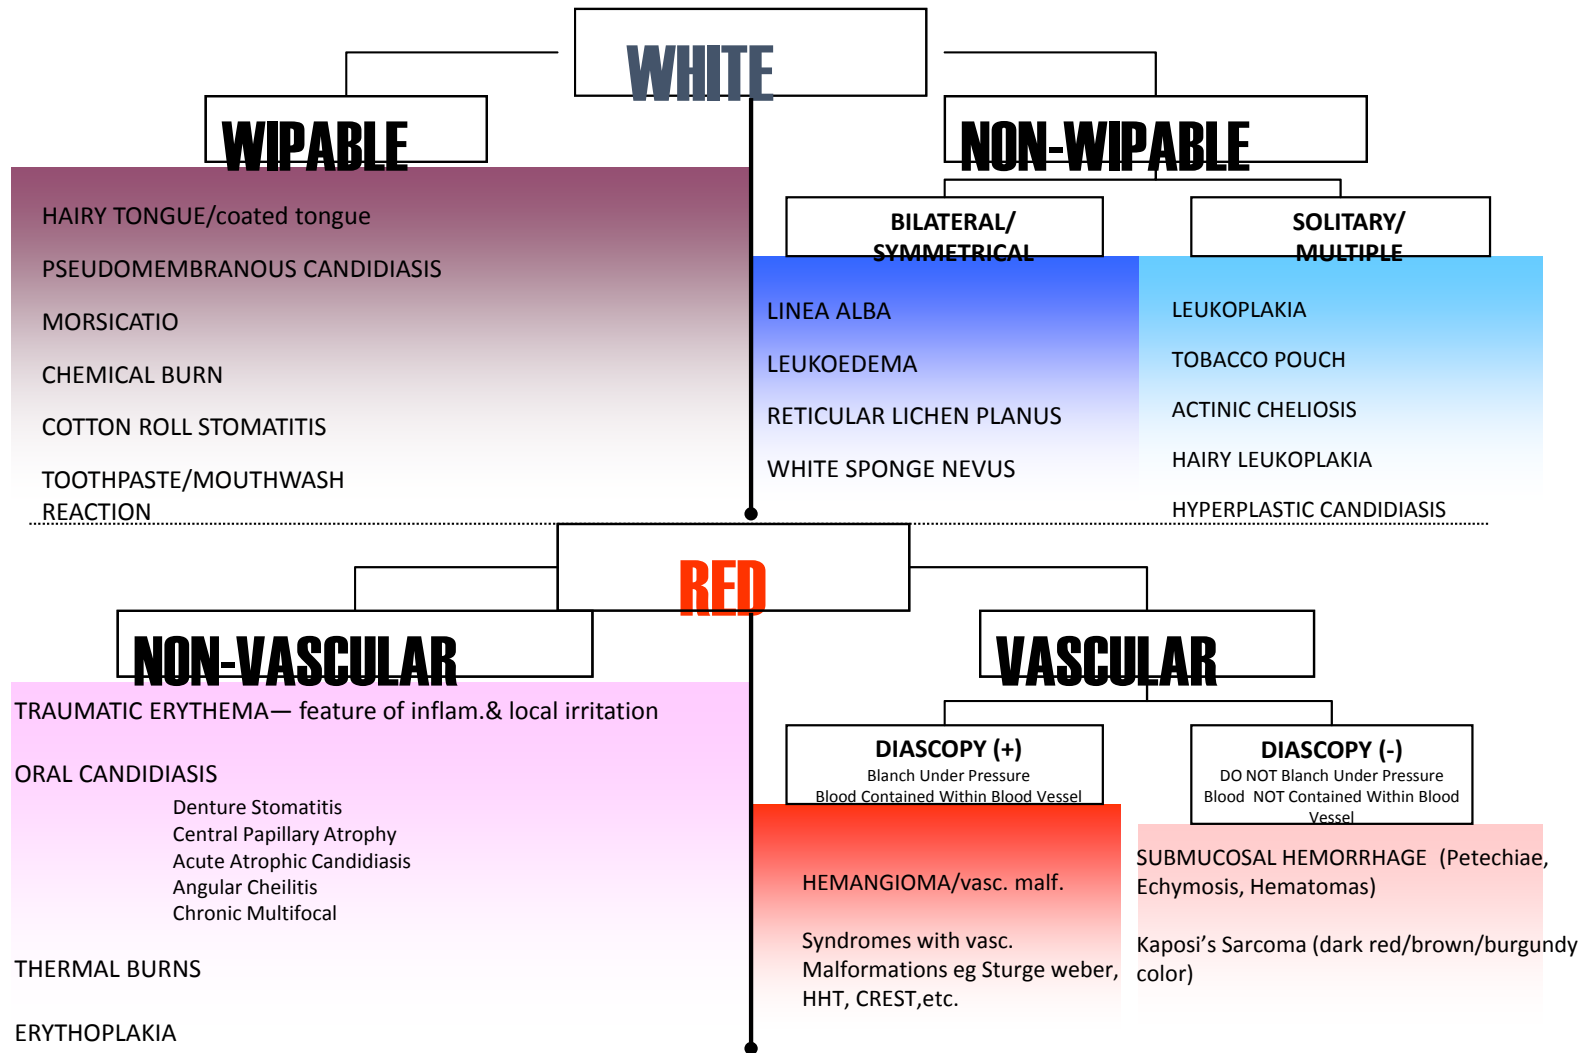 WHITE
WIPABLE
NON-WIPABLE
HAIRY TONGUE/coated tongue
PSEUDOMEMBRANOUS CANDIDIASIS
MORSICATIO
CHEMICAL BURN
COTTON ROLL STOMATITIS
TOOTHPASTE/MOUTHWASH
REACTION
BILATERAL/
SYMMETRICAL
LINEA ALBA
LEUKOEDEMA
RETICULAR LICHEN PLANUS
WHITE SPONGE NEVUS
SOLITARY/
MULTIPLE
LEUKOPLAKIA
TOBACCO POUCH
ACTINIC CHELIOSIS
HAIRY LEUKOPLAKIA
HYPERPLASTIC CANDIDIASIS
RED
NON-VASCULAR
VASCULAR
TRAUMATIC ERYTHEMA— feature of inflam.& local irritation
ORAL CANDIDIASIS
Denture Stomatitis
Central Papillary Atrophy
Acute Atrophic Candidiasis
Angular Cheilitis
Chronic Multifocal
THERMAL BURNS
ERYTHOPLAKIA
DIASCOPY (+)
Blanch Under Pressure
Blood Contained Within Blood Vessel
HEMANGIOMA/vasc. malf.
Syndromes with vasc.
Malformations eg Sturge weber,
HHT, CREST,etc.
DIASCOPY (-)
DO NOT Blanch Under Pressure
Blood NOT Contained Within Blood
Vessel
SUBMUCOSAL HEMORRHAGE (Petechiae,
Echymosis, Hematomas)
Kaposi’s Sarcoma (dark red/brown/burgundy
color)